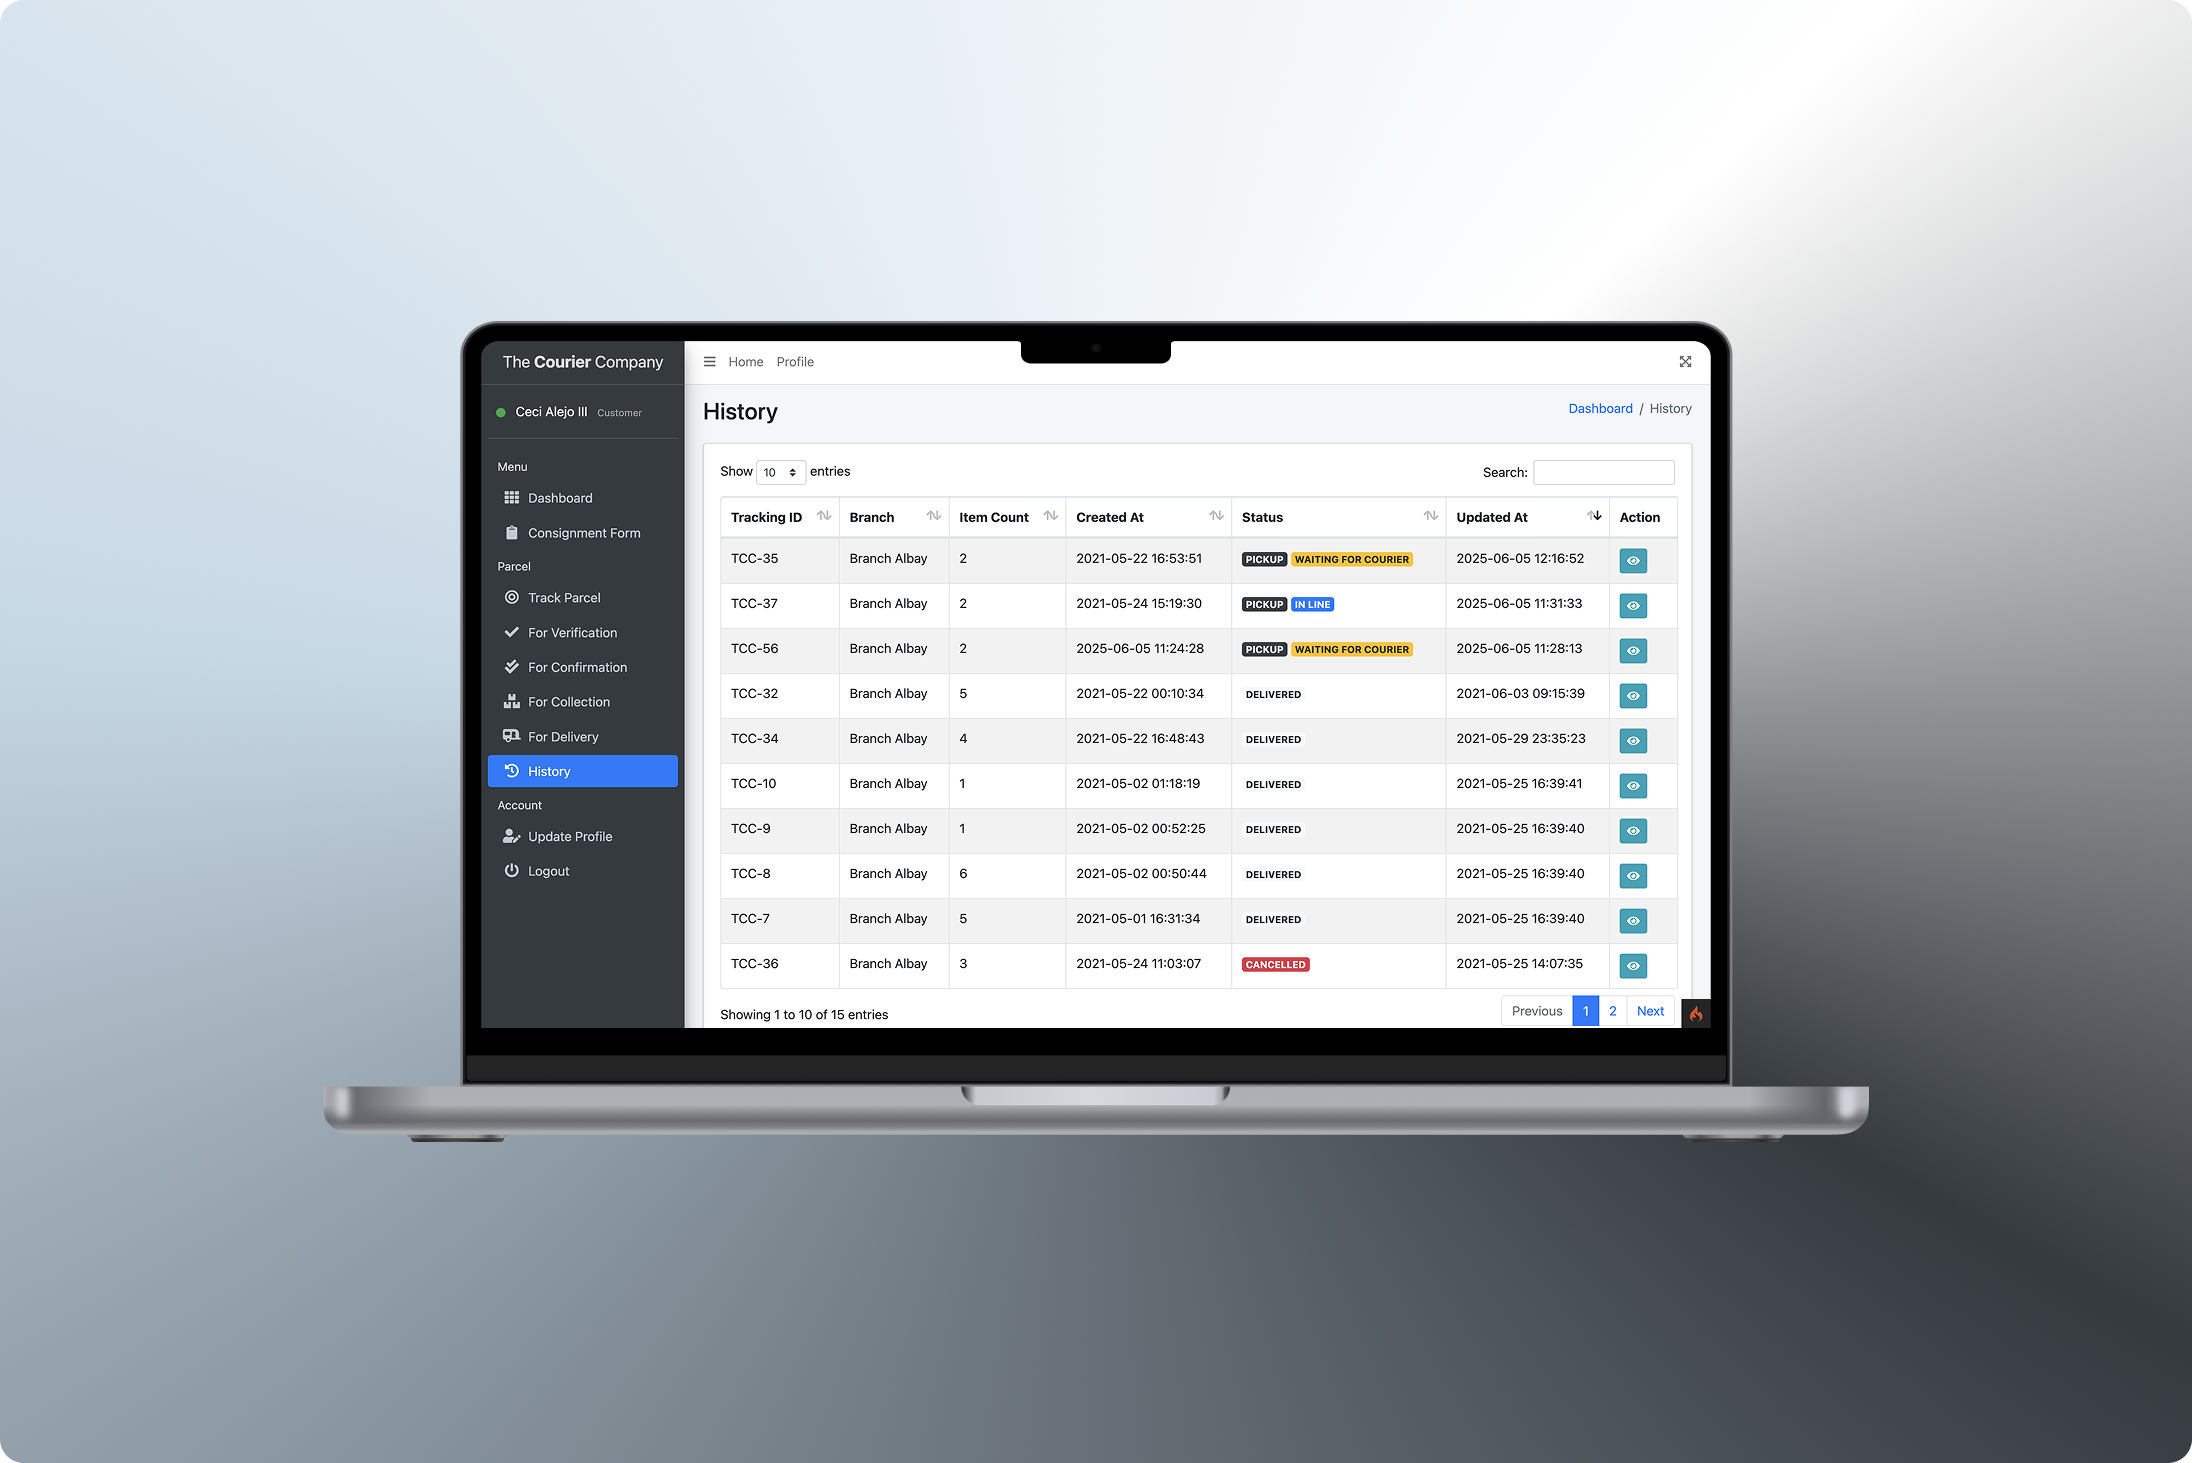 The Courier Company
Home Profile
Ceci Alejo III Customer
Menu
Dashboard
Consignment Form
Parcel
Track Parcel
For Verification
For Confirmation
For Collection
For Delivery
History
Account
Update Profile
Logout
History
Dashboard / History
Show 10 entries
Search:
Tracking ID Branch Item Count Created At Status Updated At Action
TCC-35 Branch Albay 2 2021-05-22 16:53:51 PICKUP WAITING FOR COURIER 2025-06-05 12:16:52
TCC-37 Branch Albay 2 2021-05-24 15:19:30 PICKUP IN LINE 2025-06-05 11:31:33
TCC-56 Branch Albay 2 2025-06-05 11:24:28 PICKUP WAITING FOR COURIER 2025-06-05 11:28:13
TCC-32 Branch Albay 5 2021-05-22 00:10:34 DELIVERED 2021-06-03 09:15:39
TCC-34 Branch Albay 4 2021-05-22 16:48:43 DELIVERED 2021-05-29 23:35:23
TCC-10 Branch Albay 1 2021-05-02 01:18:19 DELIVERED 2021-05-25 16:39:41
TCC-9 Branch Albay 1 2021-05-02 00:52:25 DELIVERED 2021-05-25 16:39:40
TCC-8 Branch Albay 6 2021-05-02 00:50:44 DELIVERED 2021-05-25 16:39:40
TCC-7 Branch Albay 5 2021-05-01 16:31:34 DELIVERED 2021-05-25 16:39:40
TCC-36 Branch Albay 3 2021-05-24 11:03:07 CANCELLED 2021-05-25 14:07:35
Showing 1 to 10 of 15 entries
Previous 1 2 Next